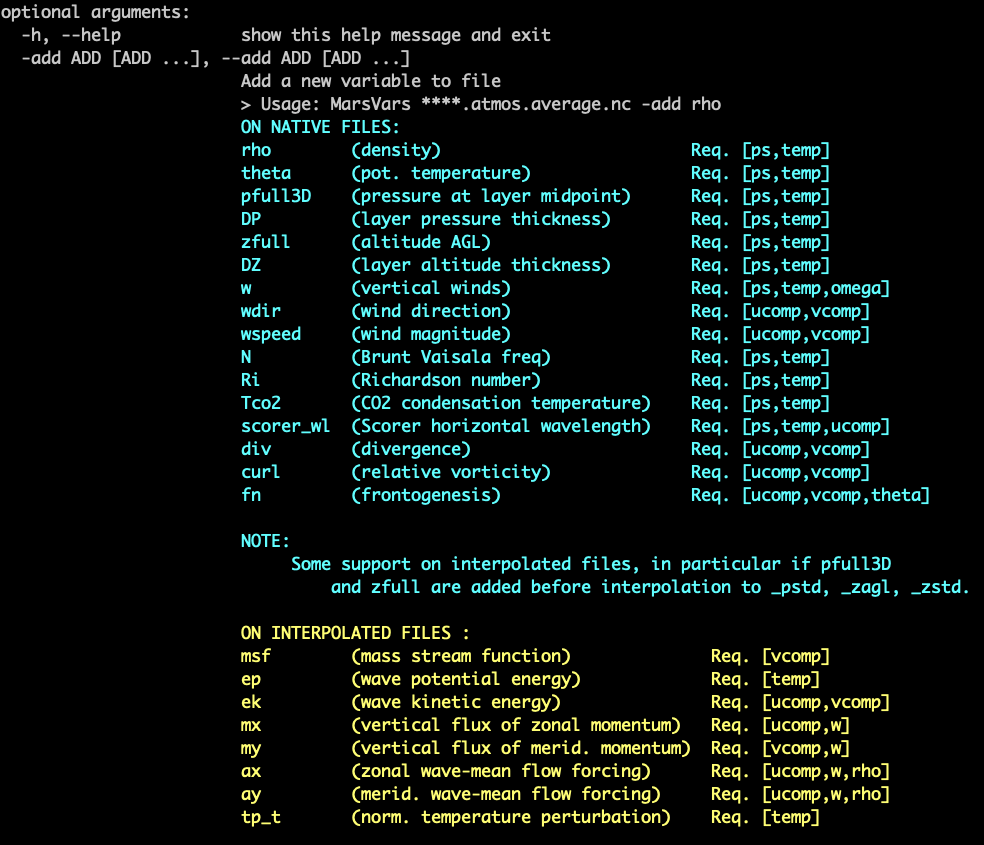 optional arguments:
  -h, --help            show this help message and exit
  -add ADD [ADD ...], --add ADD [ADD ...]
                        Add a new variable to file
                        > Usage: MarsVars ****.atmos.average.nc -add rho
                        ON NATIVE FILES:
                        rho        (density)                         Req. [ps,temp]
                        theta      (pot. temperature)                Req. [ps,temp]
                        pfull3D    (pressure at layer midpoint)      Req. [ps,temp]
                        DP         (layer pressure thickness)        Req. [ps,temp]
                        zfull      (altitude AGL)                    Req. [ps,temp]
                        DZ         (layer altitude thickness)        Req. [ps,temp]
                        w          (vertical winds)                  Req. [ps,temp,omega]
                        wdir       (wind direction)                  Req. [ucomp,vcomp]
                        wspeed     (wind magnitude)                  Req. [ucomp,vcomp]
                        N          (Brunt Vaisala freq)              Req. [ps,temp]
                        Ri         (Richardson number)               Req. [ps,temp]
                        Tco2       (CO2 condensation temperature)    Req. [ps,temp]
                        scorer_wl  (Scorer horizontal wavelength)    Req. [ps,temp,ucomp]
                        div        (divergence)                      Req. [ucomp,vcomp]
                        curl       (relative vorticity)              Req. [ucomp,vcomp]
                        fn         (frontogenesis)                   Req. [ucomp,vcomp,theta]

                        NOTE:
                             Some support on interpolated files, in particular if pfull3D
                                 and zfull are added before interpolation to _pstd, _zagl, _zstd.

                        ON INTERPOLATED FILES :
                        msf        (mass stream function)              Req. [vcomp]
                        ep         (wave potential energy)             Req. [temp]
                        ek         (wave kinetic energy)               Req. [ucomp,vcomp]
                        mx         (vertical flux of zonal momentum)   Req. [ucomp,w]
                        my         (vertical flux of merid. momentum)  Req. [vcomp,w]
                        ax         (zonal wave-mean flow forcing)      Req. [ucomp,w,rho]
                        ay         (merid. wave-mean flow forcing)     Req. [ucomp,w,rho]
                        tp_t       (norm. temperature perturbation)    Req. [temp]